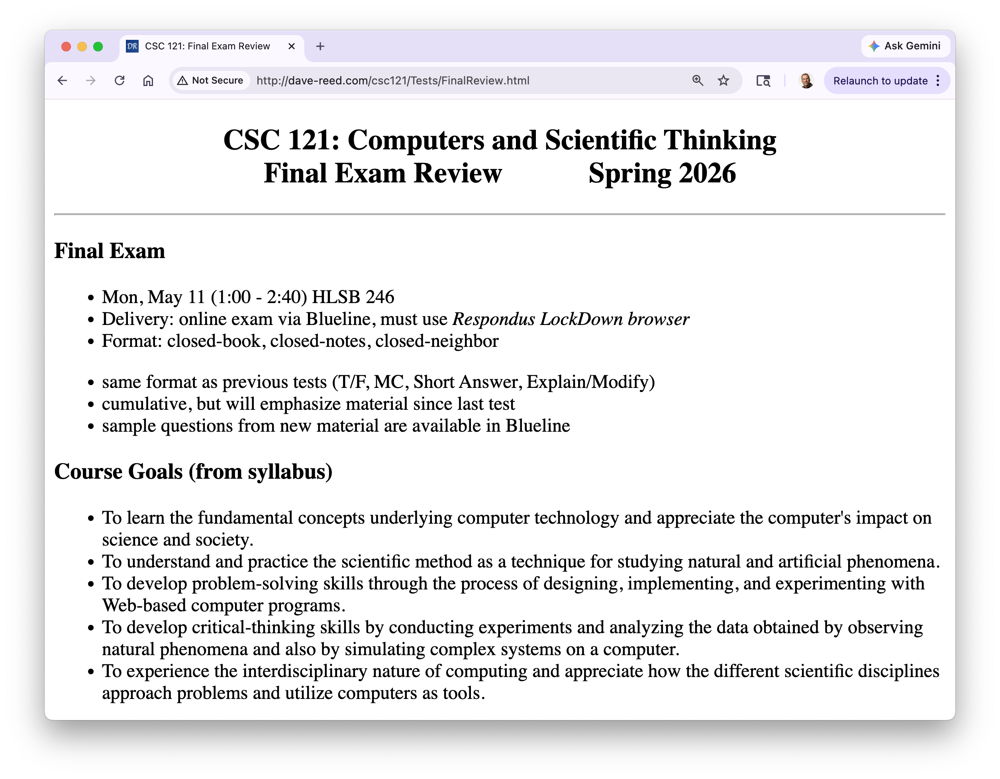 DR CSC 121: Final Exam Review
Ask Gemini
Not Secure http://dave-reed.com/csc121/Tests/FinalReview.html Relaunch to update
CSC 121: Computers and Scientific Thinking
Final Exam Review Spring 2026
Final Exam
• Mon, May 11 (1:00 - 2:40) HLSB 246
• Delivery: online exam via Blueline, must use Respondus LockDown browser
• Format: closed-book, closed-notes, closed-neighbor
• same format as previous tests (T/F, MC, Short Answer, Explain/Modify)
• cumulative, but will emphasize material since last test
• sample questions from new material are available in Blueline
Course Goals (from syllabus)
• To learn the fundamental concepts underlying computer technology and appreciate the computer's impact on
science and society.
• To understand and practice the scientific method as a technique for studying natural and artificial phenomena.
• To develop problem-solving skills through the process of designing, implementing, and experimenting with
Web-based computer programs.
• To develop critical-thinking skills by conducting experiments and analyzing the data obtained by observing
natural phenomena and also by simulating complex systems on a computer.
• To experience the interdisciplinary nature of computing and appreciate how the different scientific disciplines
approach problems and utilize computers as tools.